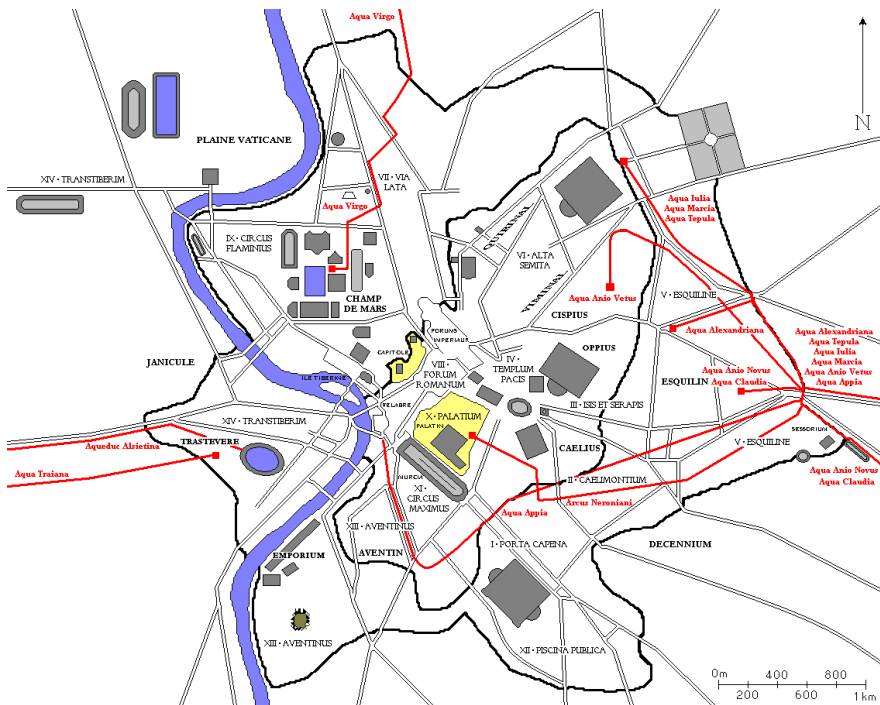 Aqua Virgo
PLAINE VATICANE
N
XIV · TRANSTIBERIM
VII · VIA
LATA
Aqua Virgo
Aqua Iulia
Aqua Marcia
Aqua Tepula
QUIRINAL
IX · CIRCUS
FLAMINIUS
VI · ALTA
SEMITA
VIMINAL
Aqua Anio Vetus
V · ESQUILINE
CHAMP
DE MARS
CISPIUS
FORUMS
IMPERIAUX
Aqua Alexandriana
Aqua Alexandriana
Aqua Tepula
Aqua Iulia
Aqua Marcia
Aqua Anio Vetus
Aqua Appia
JANICULE
CAPITOLE
OPPIUS
VIII ·
FORUM
ROMANUM
IV ·
TEMPLUM
PACIS
ESQUILIN
Aqua Anio Novus
Aqua Claudia
ILE TIBERINE
VELABRE
III · ISIS ET SERAPIS
XIV · TRANSTIBERIM
X · PALATIUM
PALATIN
SESSORIUM
TRASTEVERE
Aqueduc Alsietina
CAELIUS
V · ESQUILINE
Aqua Traiana
Aqua Anio Novus
Aqua Claudia
MURCIA
XI ·
CIRCUS
MAXIMUS
II · CAELIMONTIUM
Aqua Appia
Arcus Neroniani
XIII · AVENTINUS
EMPORIUM
AVENTIN
I · PORTA CAPENA
DECENNIUM
XIII · AVENTINUS
XII · PISCINA PUBLICA
0m 400 800
200 600 1km